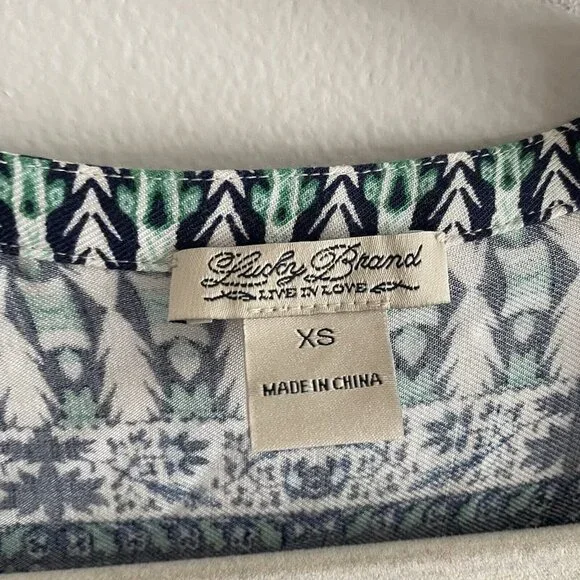 Lucky Brand
LIVE IN LOVE
XS
MADE IN CHINA